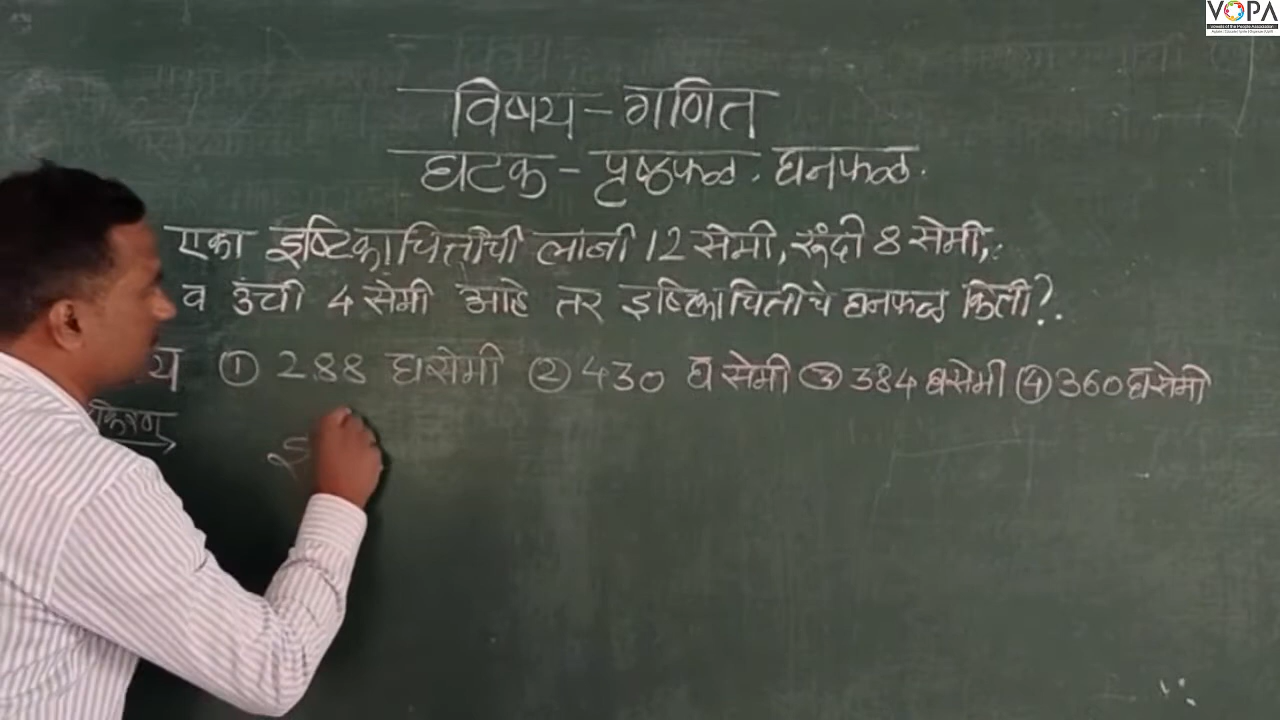 VOPA
विषय - गणित
घटक - पृष्ठफळ, घनफळ.
एका इष्टिकाचितीची लांबी 12 सेमी, रुंदी 8 सेमी,
व उंची 4 सेमी आहे तर इष्टिकाचितीचे घनफळ किती?.
① 288 घसेमी ② 430 घसेमी ③ 384 घसेमी ④ 360 घसेमी
इ